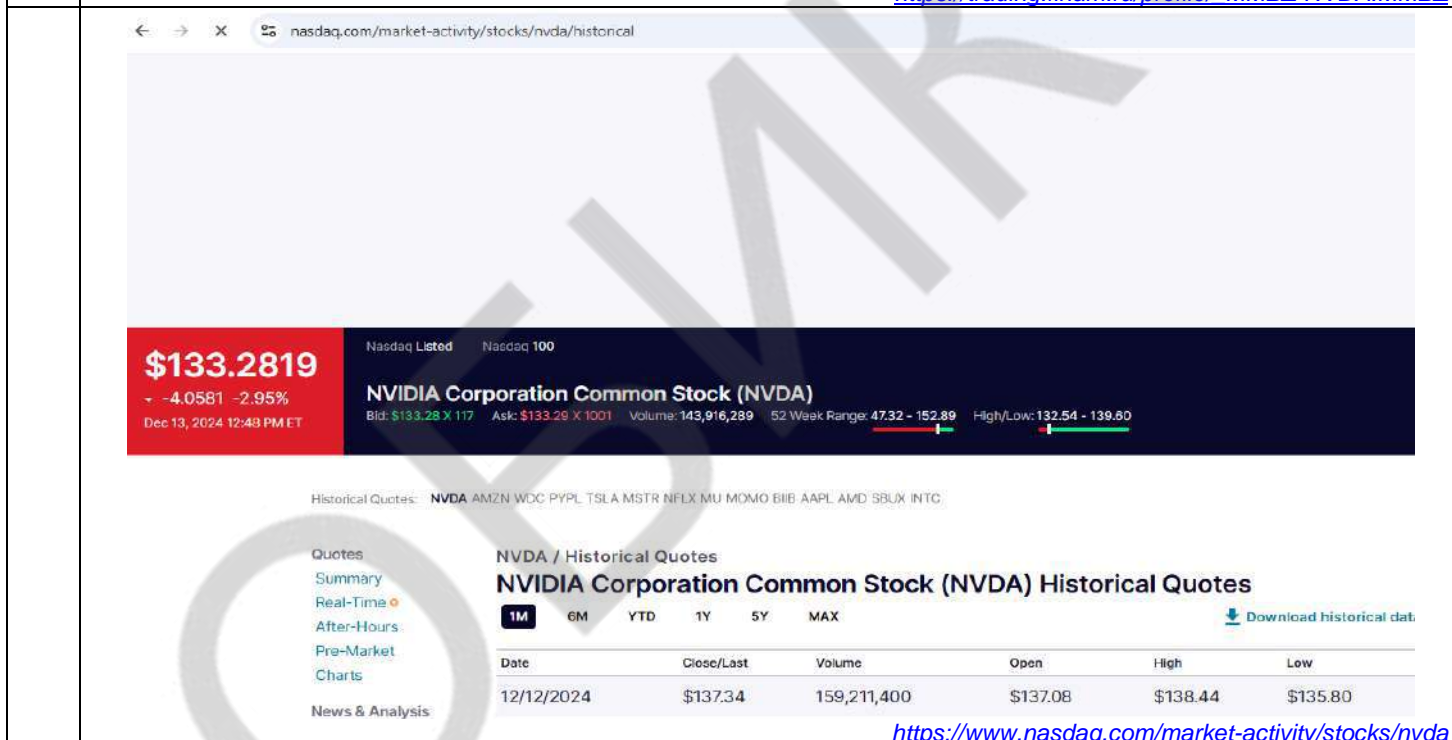 nasdaq.com/market-activity/stocks/nvda/historical
$133.2819
-4.0581 -2.95%
Dec 13, 2024 12:48 PM ET
Nasdaq Listed Nasdaq 100
NVIDIA Corporation Common Stock (NVDA)
Bid: $133.28 X 117 Ask: $133.29 X 1001 Volume: 143,916,289 52 Week Range: 47.32 - 152.89 High/Low: 132.54 - 139.60
Historical Quotes: NVDA AMZN WDC PYPL TSLA MSTR NFLX MU MOMO BIIB AAPL AMD SBUX INTC
Quotes
Summary
Real-Time
After-Hours
Pre-Market
Charts
News & Analysis
NVDA / Historical Quotes
NVIDIA Corporation Common Stock (NVDA) Historical Quotes
1M 6M YTD 1Y 5Y MAX
Download historical dat
Date Close/Last Volume Open High Low
12/12/2024 $137.34 159,211,400 $137.08 $138.44 $135.80
https://www.nasdaq.com/market-activity/stocks/nvda
ОБИК